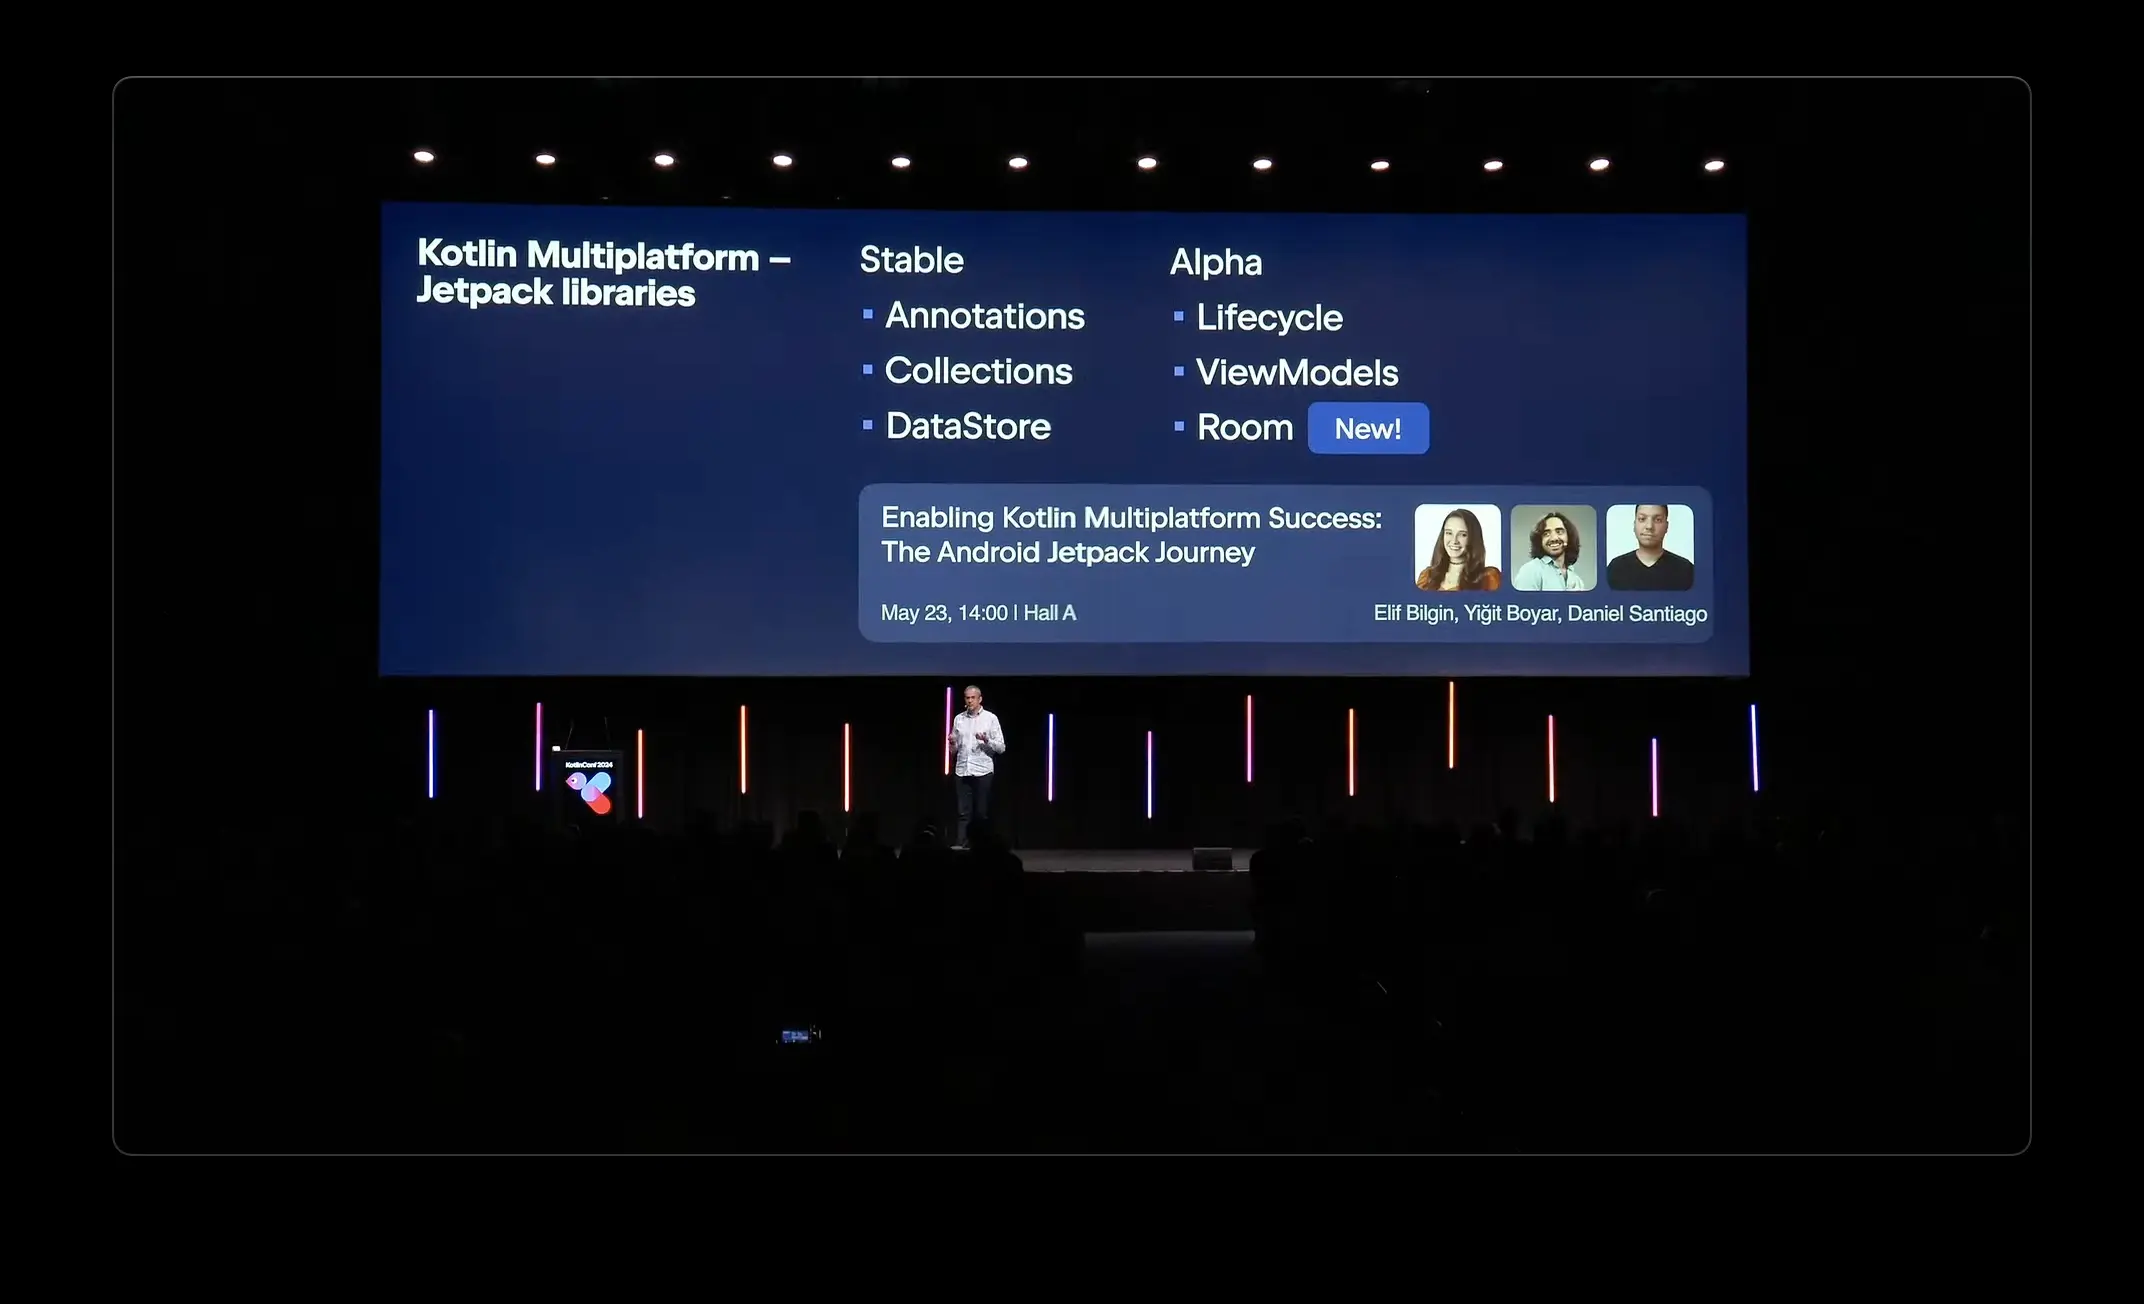 Kotlin Multiplatform –
Jetpack libraries
Stable
Annotations
Collections
DataStore
Alpha
Lifecycle
ViewModels
Room New!
Enabling Kotlin Multiplatform Success:
The Android Jetpack Journey
May 23, 14:00 | Hall A
Elif Bilgin, Yiğit Boyar, Daniel Santiago
KotlinConf'2024